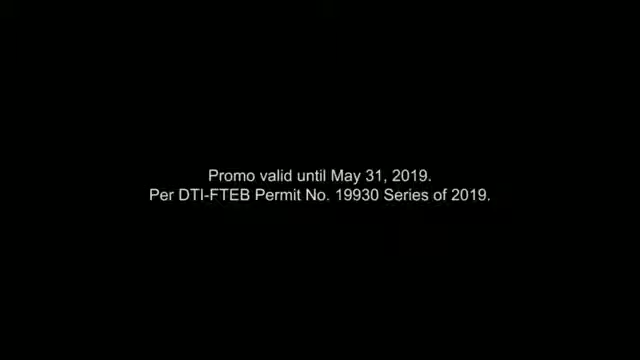 Promo valid until May 31, 2019.
Per DTI-FTEB Permit No. 19930 Series of 2019.